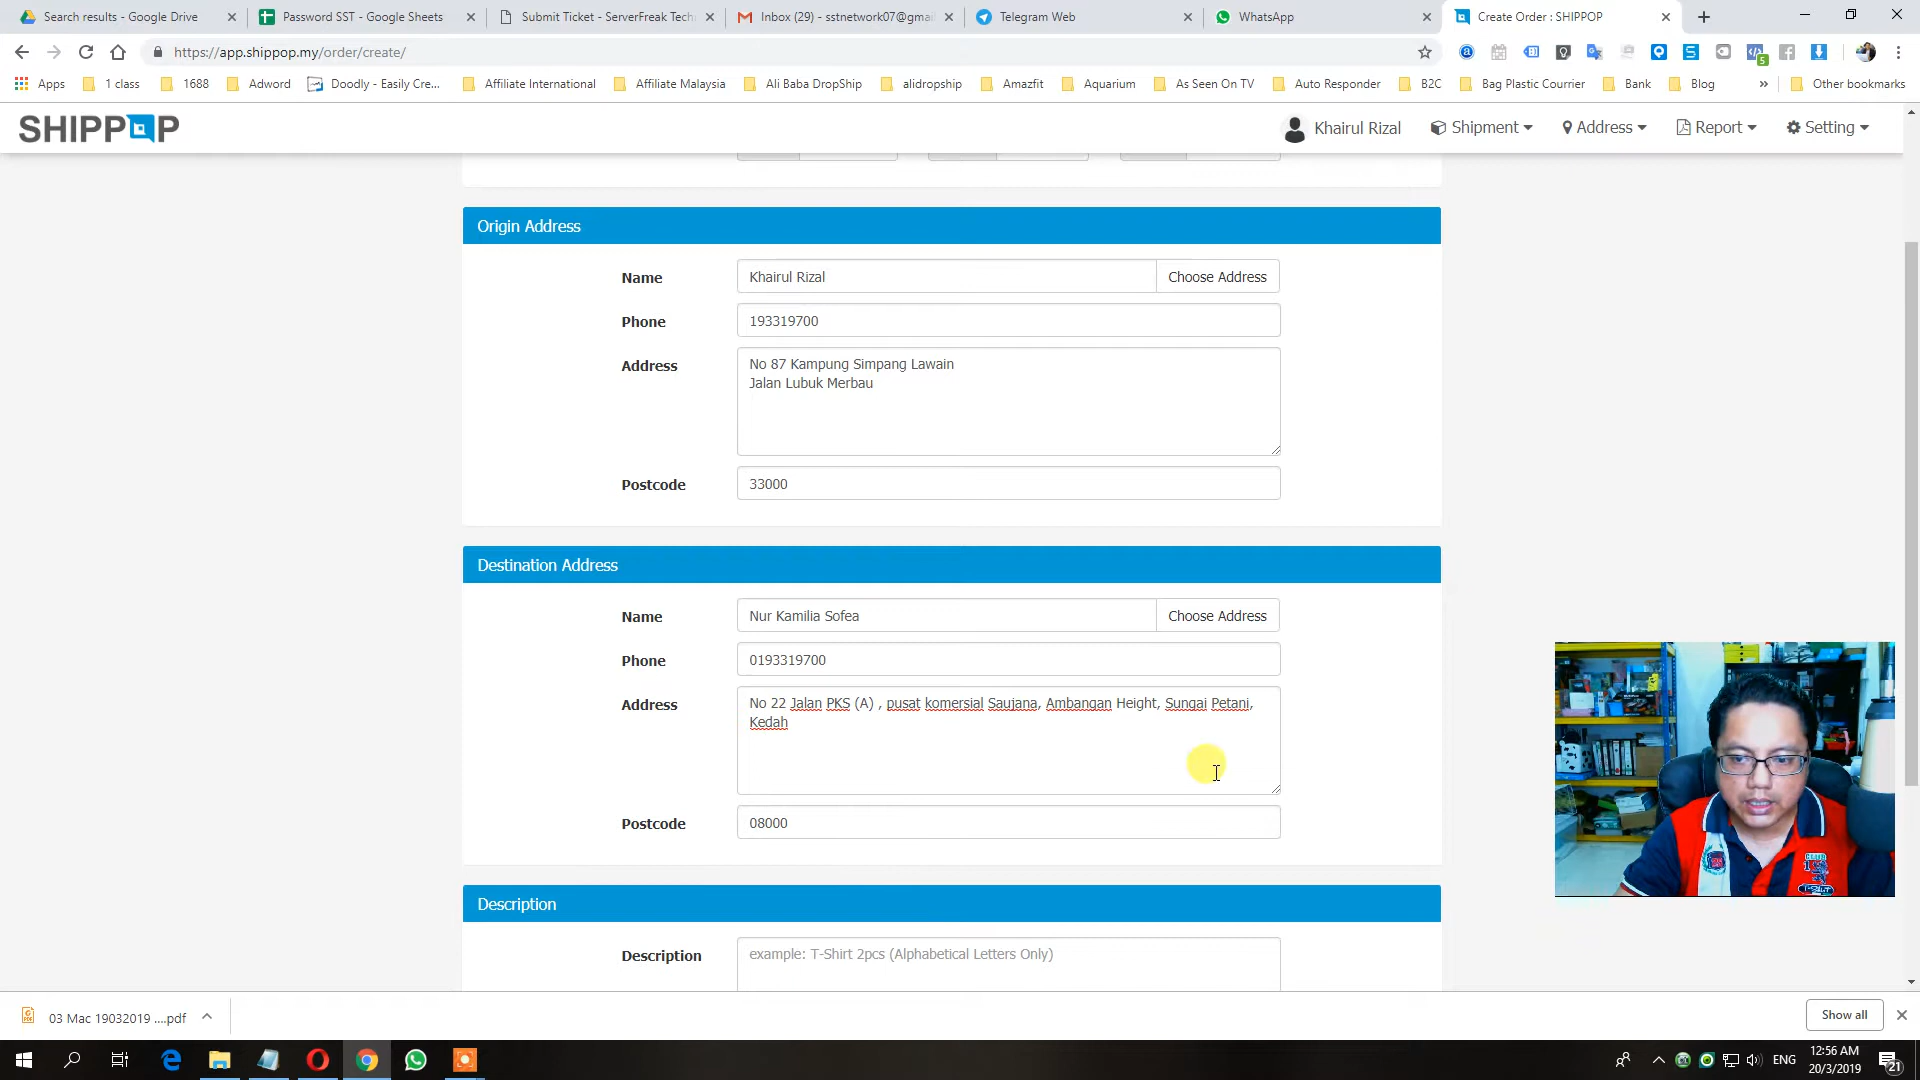 Search results - Google Drive
Password SST - Google Sheets
Submit Ticket - ServerFreak Tech
Inbox (29) - sstnetwork07@gmai
Telegram Web
WhatsApp
Create Order : SHIPPOP
https://app.shippop.my/order/create/
5
Apps
1 class
1688
Adword
Doodly - Easily Cre...
Affiliate International
Affiliate Malaysia
Ali Baba DropShip
alidropship
Amazfit
Aquarium
As Seen On TV
Auto Responder
B2C
Bag Plastic Courrier
Bank
Blog
»
Other bookmarks
SHIPPOP
Khairul Rizal
Shipment
Address
Report
Setting
Origin Address
Name
Khairul Rizal
Choose Address
Phone
193319700
Address
No 87 Kampung Simpang Lawain
Jalan Lubuk Merbau
Postcode
33000
Destination Address
Name
Nur Kamilia Sofea
Choose Address
Phone
0193319700
Address
No 22 Jalan PKS (A) , pusat komersial Saujana, Ambangan Height, Sungai Petani,
Kedah
Postcode
08000
Description
Description
example: T-Shirt 2pcs (Alphabetical Letters Only)
03 Mac 19032019 ....pdf
Show all
ENG
12:56 AM
20/3/2019
21